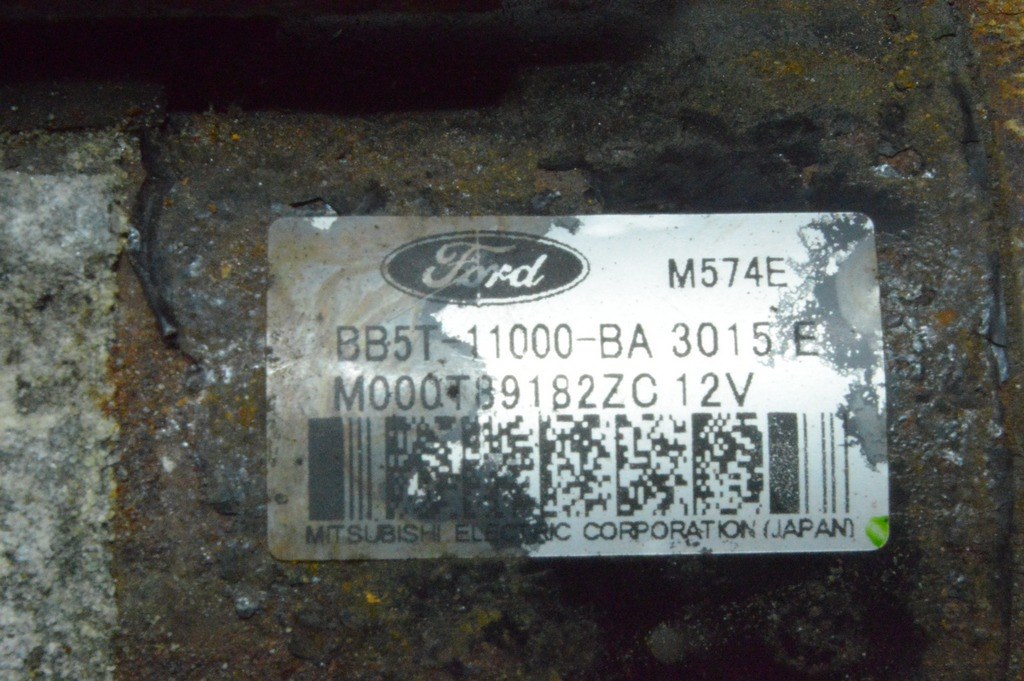 Ford
M574E
BB5T-11000-BA 3015 E
M000T89182ZC 12V
MITSUBISHI ELECTRIC CORPORATION (JAPAN)